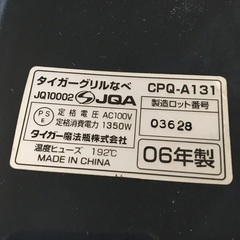 タイガーグリルなべ CPQ-A131
JQ10002 JQA 製造ロット番号
PSE 定格電圧 AC100V 03628
定格消費電力 1350W
タイガー魔法瓶株式会社 06年製
温度ヒューズ 192℃
MADE IN CHINA